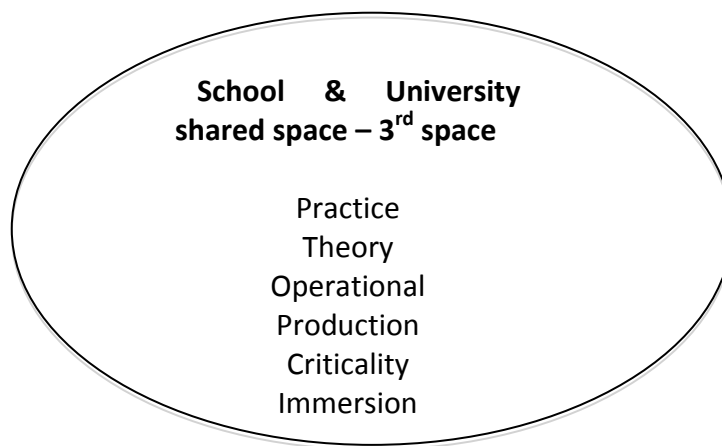 School & University
shared space – 3rd space
Practice
Theory
Operational
Production
Criticality
Immersion